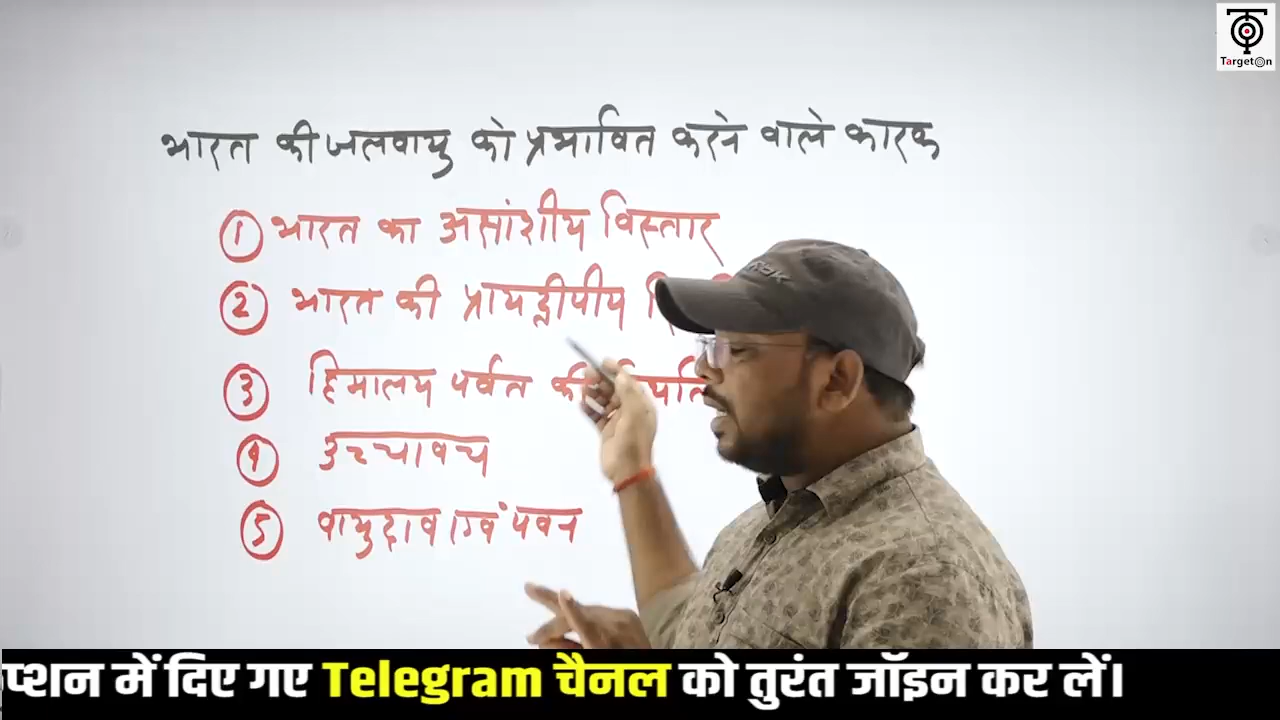 TargetOn
भारत की जलवायु को प्रभावित करने वाले कारक
1 भारत का अक्षांशीय विस्तार
2 भारत की प्रायद्वीपीय
3 हिमालय पर्वत की
4 उच्चावच
5 वायुदाब एवं पवन
में दिए गए Telegram चैनल को तुरंत जॉइन कर लें।